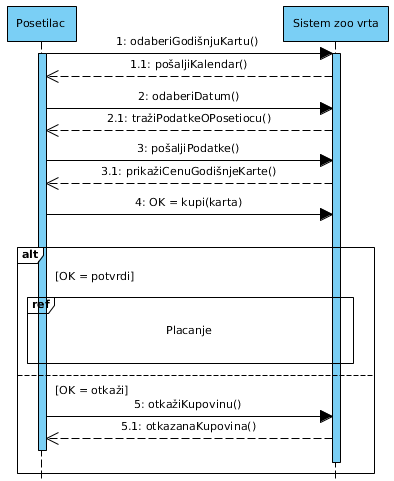 Posetilac
Sistem zoo vrta
1: odaberiGodišnjuKartu()
1.1: pošaljiKalendar()
2: odaberiDatum()
2.1: tražiPodatkeOPosetiocu()
3: pošaljiPodatke()
3.1: prikažiCenuGodišnjeKarte()
4: OK = kupi(karta)
alt
[OK = potvrdi]
ref
Placanje
[OK = otkaži]
5: otkažiKupovinu()
5.1: otkazanaKupovina()